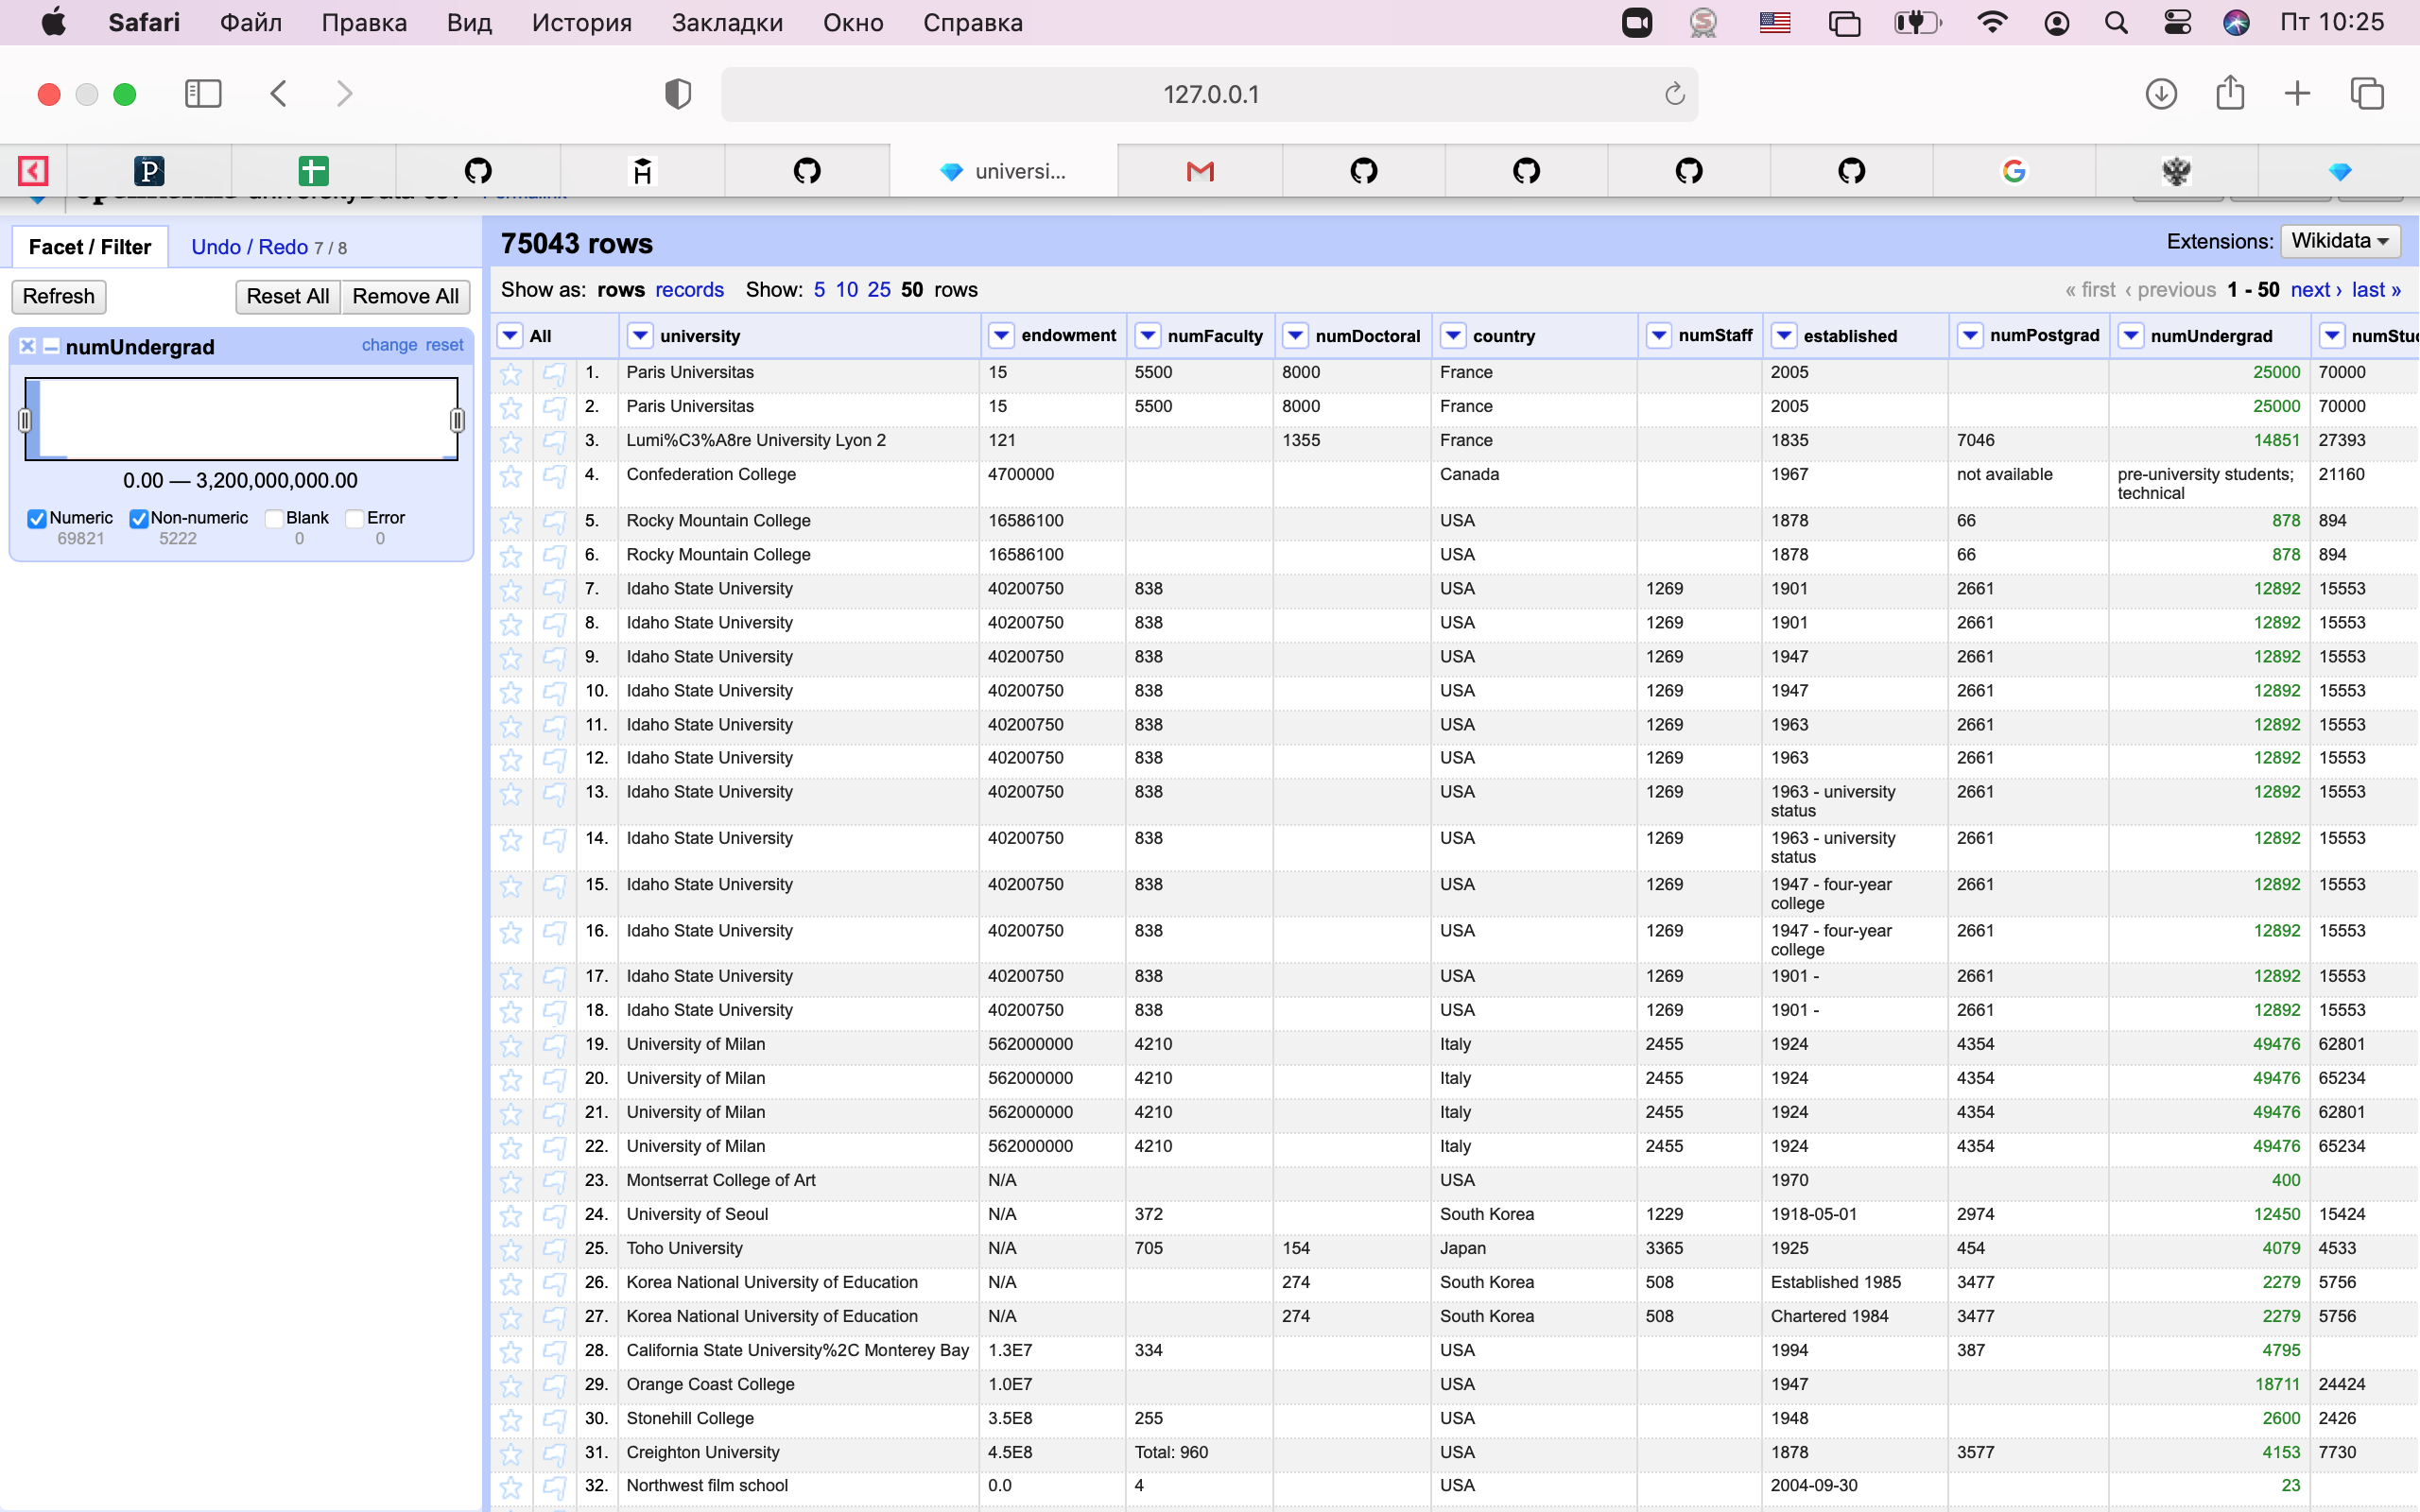 Safari Файл Правка Вид История Закладки Окно Справка Пт 10:25
127.0.0.1
universi...
Facet / Filter Undo / Redo 7 / 8
75043 rows
Extensions: Wikidata
Refresh Reset All Remove All
Show as: rows records Show: 5 10 25 50 rows
« first ‹ previous 1 - 50 next › last »
numUndergrad change reset
0.00 — 3,200,000,000.00
Numeric Non-numeric Blank Error
69821 5222 0 0
All university endowment numFaculty numDoctoral country numStaff established numPostgrad numUndergrad numStu
1. Paris Universitas 15 5500 8000 France 2005 25000 70000
2. Paris Universitas 15 5500 8000 France 2005 25000 70000
3. Lumi%C3%A8re University Lyon 2 121 1355 France 1835 7046 14851 27393
4. Confederation College 4700000 Canada 1967 not available pre-university students; 21160
technical
5. Rocky Mountain College 16586100 USA 1878 66 878 894
6. Rocky Mountain College 16586100 USA 1878 66 878 894
7. Idaho State University 40200750 838 USA 1269 1901 2661 12892 15553
8. Idaho State University 40200750 838 USA 1269 1901 2661 12892 15553
9. Idaho State University 40200750 838 USA 1269 1947 2661 12892 15553
10. Idaho State University 40200750 838 USA 1269 1947 2661 12892 15553
11. Idaho State University 40200750 838 USA 1269 1963 2661 12892 15553
12. Idaho State University 40200750 838 USA 1269 1963 2661 12892 15553
13. Idaho State University 40200750 838 USA 1269 1963 - university 2661 12892 15553
status
14. Idaho State University 40200750 838 USA 1269 1963 - university 2661 12892 15553
status
15. Idaho State University 40200750 838 USA 1269 1947 - four-year 2661 12892 15553
college
16. Idaho State University 40200750 838 USA 1269 1947 - four-year 2661 12892 15553
college
17. Idaho State University 40200750 838 USA 1269 1901 - 2661 12892 15553
18. Idaho State University 40200750 838 USA 1269 1901 - 2661 12892 15553
19. University of Milan 562000000 4210 Italy 2455 1924 4354 49476 62801
20. University of Milan 562000000 4210 Italy 2455 1924 4354 49476 65234
21. University of Milan 562000000 4210 Italy 2455 1924 4354 49476 62801
22. University of Milan 562000000 4210 Italy 2455 1924 4354 49476 65234
23. Montserrat College of Art N/A USA 1970 400
24. University of Seoul N/A 372 South Korea 1229 1918-05-01 2974 12450 15424
25. Toho University N/A 705 154 Japan 3365 1925 454 4079 4533
26. Korea National University of Education N/A 274 South Korea 508 Established 1985 3477 2279 5756
27. Korea National University of Education N/A 274 South Korea 508 Chartered 1984 3477 2279 5756
28. California State University%2C Monterey Bay 1.3E7 334 USA 1994 387 4795
29. Orange Coast College 1.0E7 USA 1947 18711 24424
30. Stonehill College 3.5E8 255 USA 1948 2600 2426
31. Creighton University 4.5E8 Total: 960 USA 1878 3577 4153 7730
32. Northwest film school 0.0 4 USA 2004-09-30 23